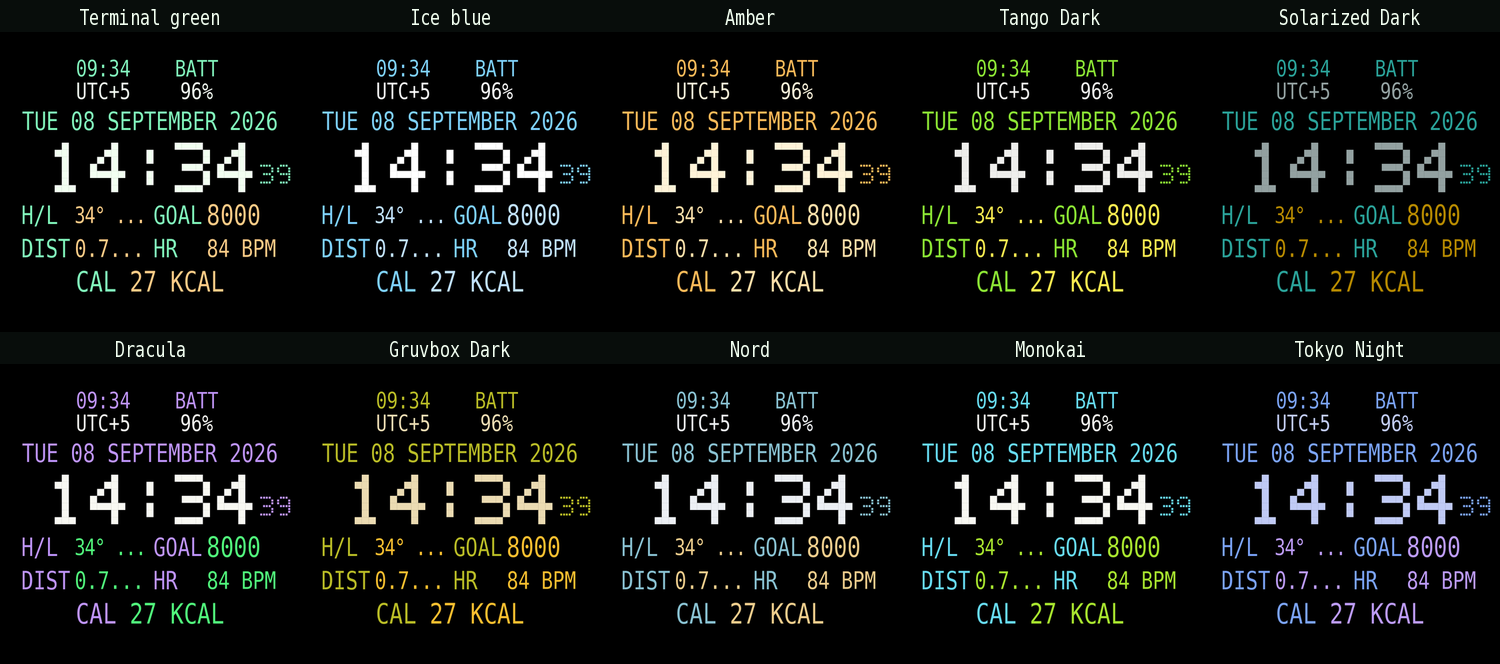 Terminal green
09:34 BATT
UTC+5 96%
TUE 08 SEPTEMBER 2026
14:34 39
H/L 34° ... GOAL 8000
DIST 0.7... HR 84 BPM
CAL 27 KCAL
Ice blue
09:34 BATT
UTC+5 96%
TUE 08 SEPTEMBER 2026
14:34 39
H/L 34° ... GOAL 8000
DIST 0.7... HR 84 BPM
CAL 27 KCAL
Amber
09:34 BATT
UTC+5 96%
TUE 08 SEPTEMBER 2026
14:34 39
H/L 34° ... GOAL 8000
DIST 0.7... HR 84 BPM
CAL 27 KCAL
Tango Dark
09:34 BATT
UTC+5 96%
TUE 08 SEPTEMBER 2026
14:34 39
H/L 34° ... GOAL 8000
DIST 0.7... HR 84 BPM
CAL 27 KCAL
Solarized Dark
09:34 BATT
UTC+5 96%
TUE 08 SEPTEMBER 2026
14:34 39
H/L 34° ... GOAL 8000
DIST 0.7... HR 84 BPM
CAL 27 KCAL
Dracula
09:34 BATT
UTC+5 96%
TUE 08 SEPTEMBER 2026
14:34 39
H/L 34° ... GOAL 8000
DIST 0.7... HR 84 BPM
CAL 27 KCAL
Gruvbox Dark
09:34 BATT
UTC+5 96%
TUE 08 SEPTEMBER 2026
14:34 39
H/L 34° ... GOAL 8000
DIST 0.7... HR 84 BPM
CAL 27 KCAL
Nord
09:34 BATT
UTC+5 96%
TUE 08 SEPTEMBER 2026
14:34 39
H/L 34° ... GOAL 8000
DIST 0.7... HR 84 BPM
CAL 27 KCAL
Monokai
09:34 BATT
UTC+5 96%
TUE 08 SEPTEMBER 2026
14:34 39
H/L 34° ... GOAL 8000
DIST 0.7... HR 84 BPM
CAL 27 KCAL
Tokyo Night
09:34 BATT
UTC+5 96%
TUE 08 SEPTEMBER 2026
14:34 39
H/L 34° ... GOAL 8000
DIST 0.7... HR 84 BPM
CAL 27 KCAL